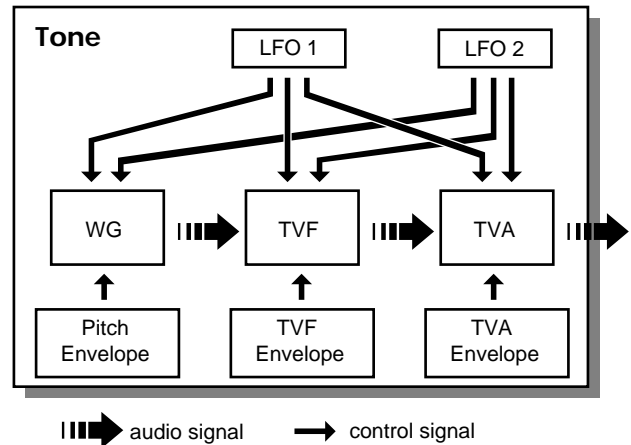 Tone
LFO 1
LFO 2
WG
TVF
TVA
Pitch
Envelope
TVF
Envelope
TVA
Envelope
audio signal
control signal